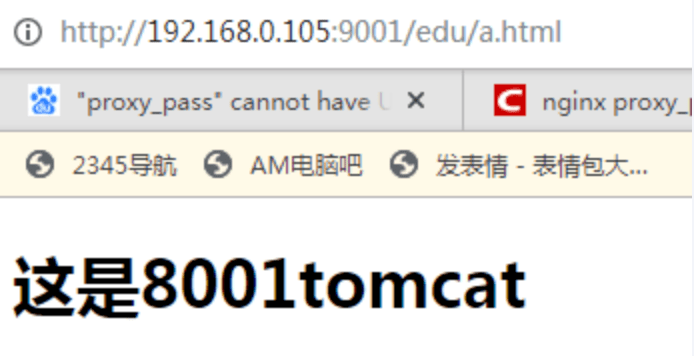 http://192.168.0.105:9001/edu/a.html
"proxy_pass" cannot have
nginx proxy_
2345导航 AM电脑吧 发表情 - 表情包大...
这是8001tomcat